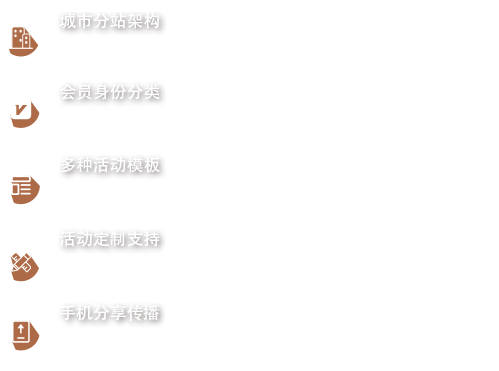 城市分站架构
会员身份分类
多种活动模板
活动定制支持
手机分享传播